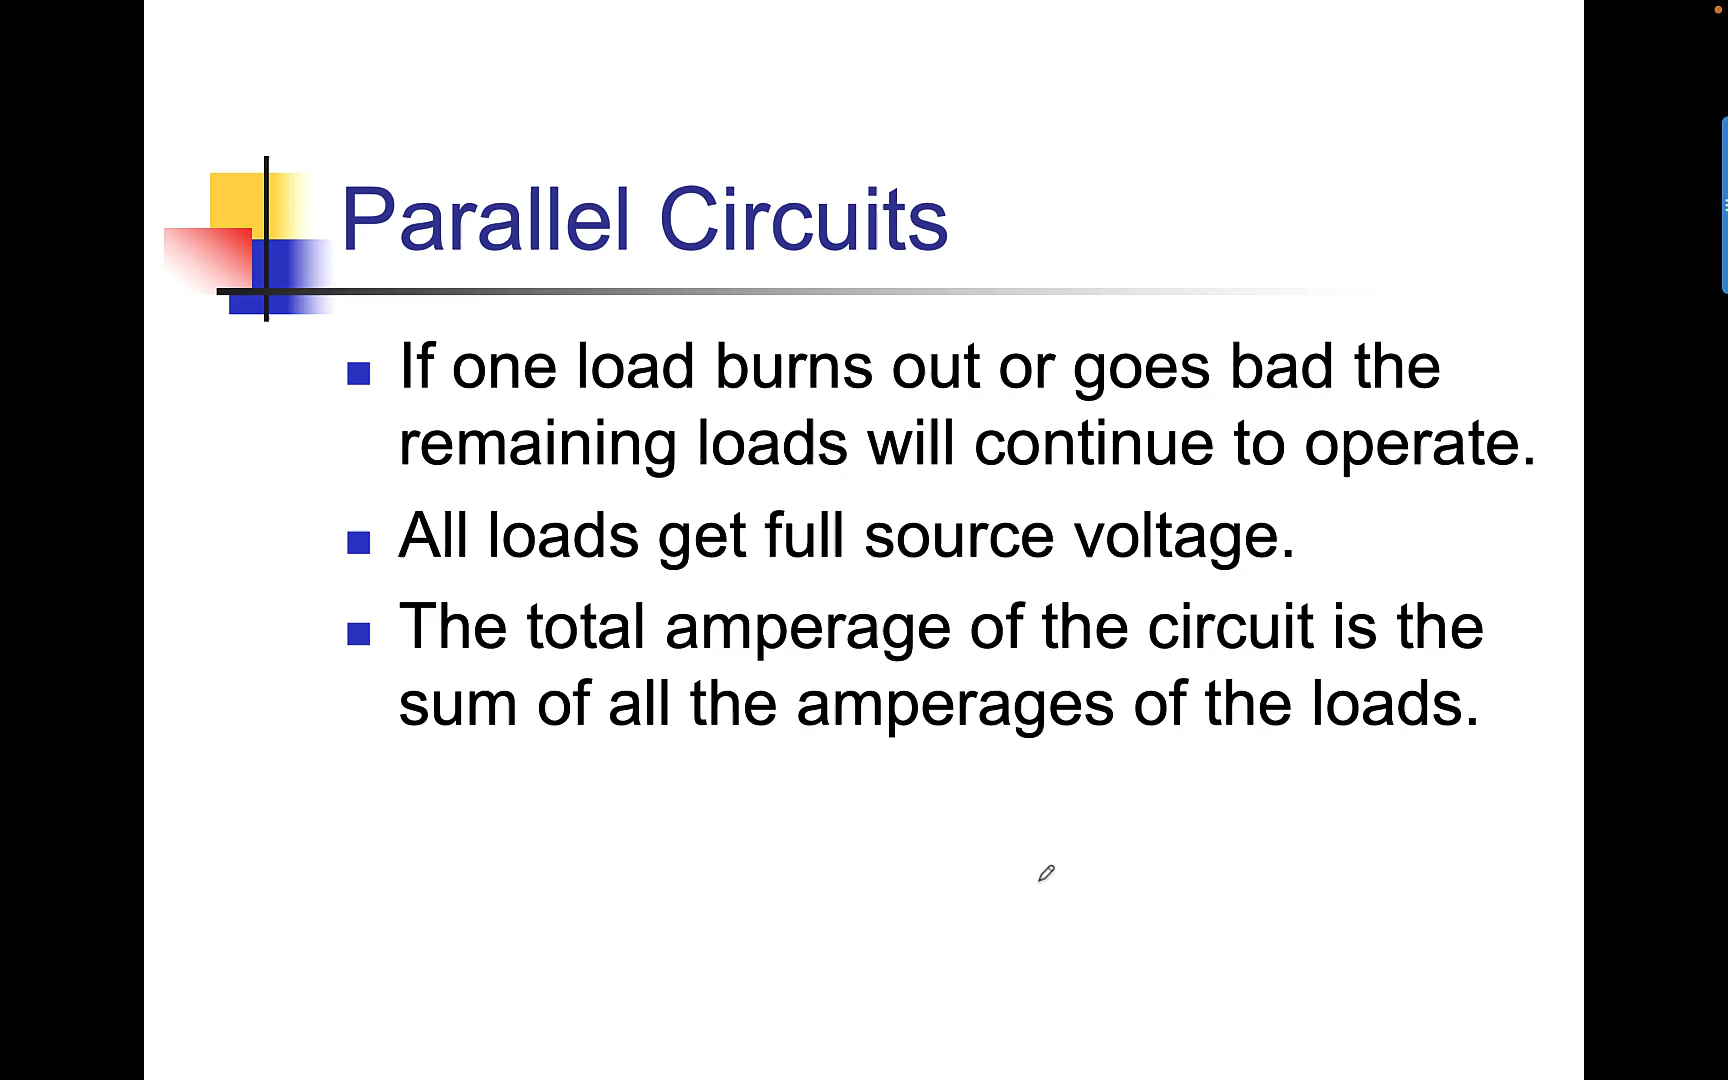 Parallel Circuits
If one load burns out or goes bad the
remaining loads will continue to operate.
All loads get full source voltage.
The total amperage of the circuit is the
sum of all the amperages of the loads.